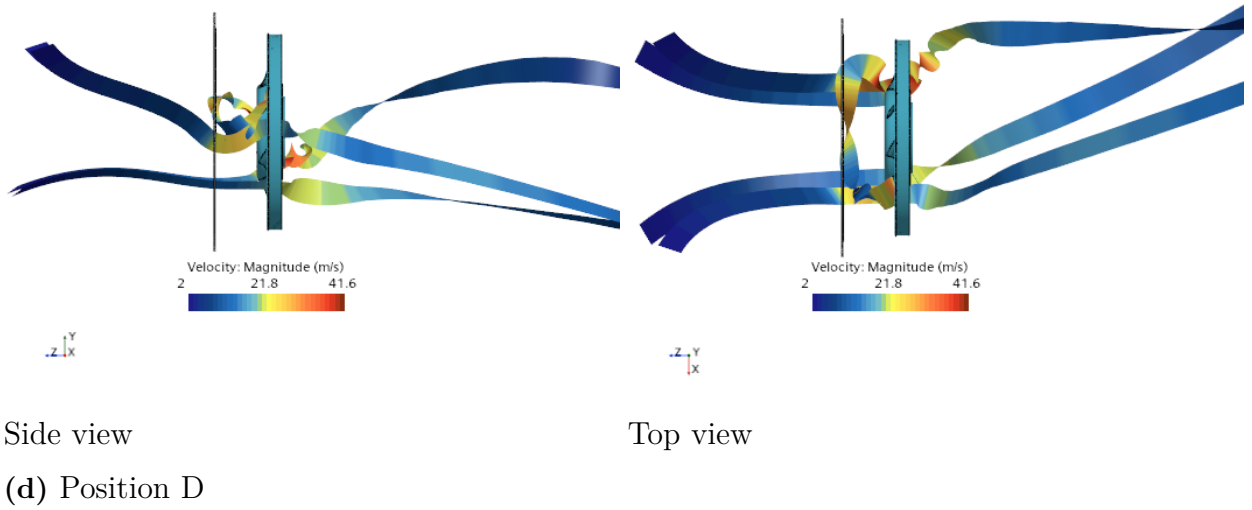 Velocity: Magnitude (m/s)
2 21.8 41.6
Y
Z X
Velocity: Magnitude (m/s)
2 21.8 41.6
Z Y
X
Side view
Top view
(d) Position D